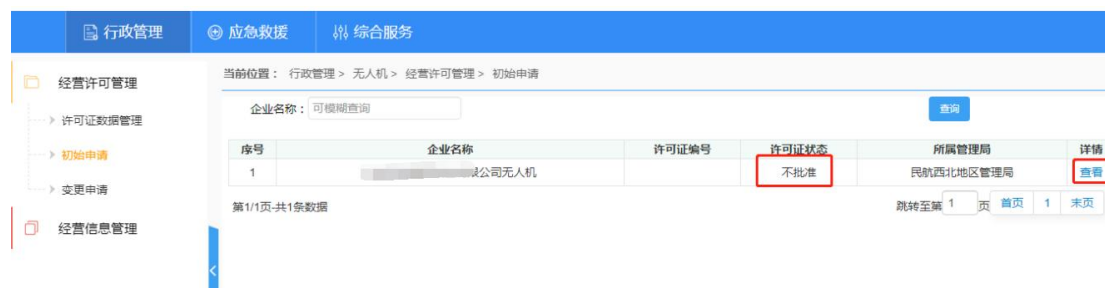 行政管理 应急救援 综合服务
经营许可管理
许可证数据管理
初始申请
变更申请
经营信息管理
当前位置： 行政管理 > 无人机 > 经营许可管理 > 初始申请
企业名称： 可模糊查询 查询
序号 企业名称 许可证编号 许可证状态 所属管理局 详情
1 公司无人机 不批准 民航西北地区管理局 查看
第1/1页-共1条数据 跳转至第 1 页 首页 1 末页